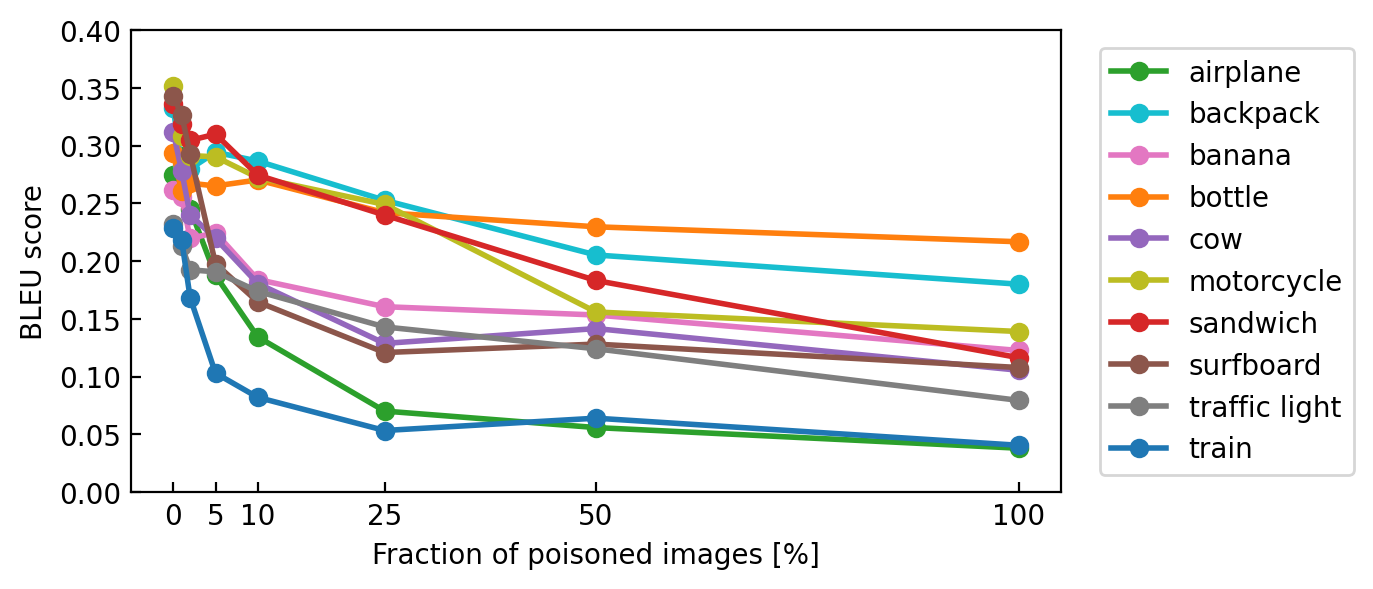 0.40
0.35
0.30
0.25
0.20
0.15
0.10
0.05
0.00
BLEU score
0 5 10 25 50 100
Fraction of poisoned images [%]
airplane
backpack
banana
bottle
cow
motorcycle
sandwich
surfboard
traffic light
train